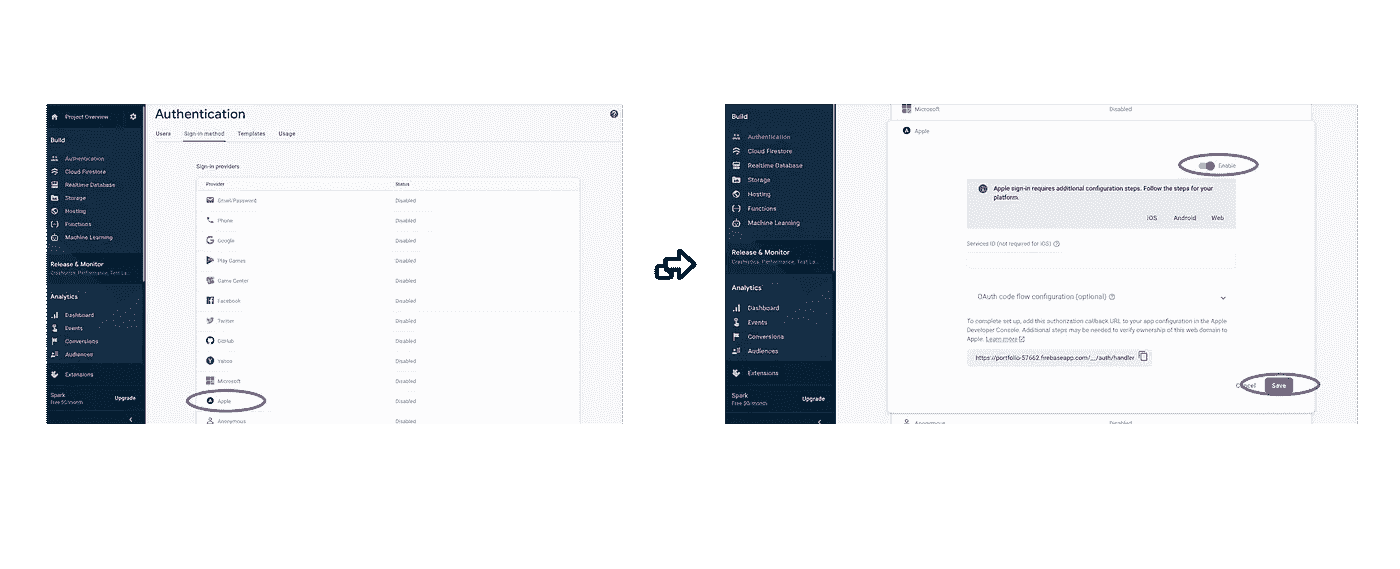 Project Overview
Build
Authentication
Cloud Firestore
Realtime Database
Storage
Hosting
Functions
Machine Learning
Release & Monitor
Crashlytics, Performance, Test La...
Analytics
Dashboard
Events
Conversions
Audiences
Extensions
Spark
Free $0/month
Upgrade
Authentication
Users Sign-in method Templates Usage
Sign-in providers
Provider Status
Email/Password Disabled
Phone Disabled
Google Disabled
Play Games Disabled
Game Center Disabled
Facebook Disabled
Twitter Disabled
GitHub Disabled
Yahoo Disabled
Microsoft Disabled
Apple Disabled
Anonymous Disabled
Build
Authentication
Cloud Firestore
Realtime Database
Storage
Hosting
Functions
Machine Learning
Release & Monitor
Crashlytics, Performance, Test La...
Analytics
Dashboard
Events
Conversions
Audiences
Extensions
Spark
Free $0/month
Upgrade
Microsoft Disabled
Apple
Enable
Apple sign-in requires additional configuration steps. Follow the steps for your
platform.
iOS Android Web
Services ID (not required for iOS)
OAuth code flow configuration (optional)
To complete set up, add this authorization callback URL to your app configuration in the Apple
Developer Console. Additional steps may be needed to verify ownership of this web domain to
Apple. Learn more
https://portfolio-57662.firebaseapp.com/__/auth/handler
Cancel Save
Anonymous Disabled